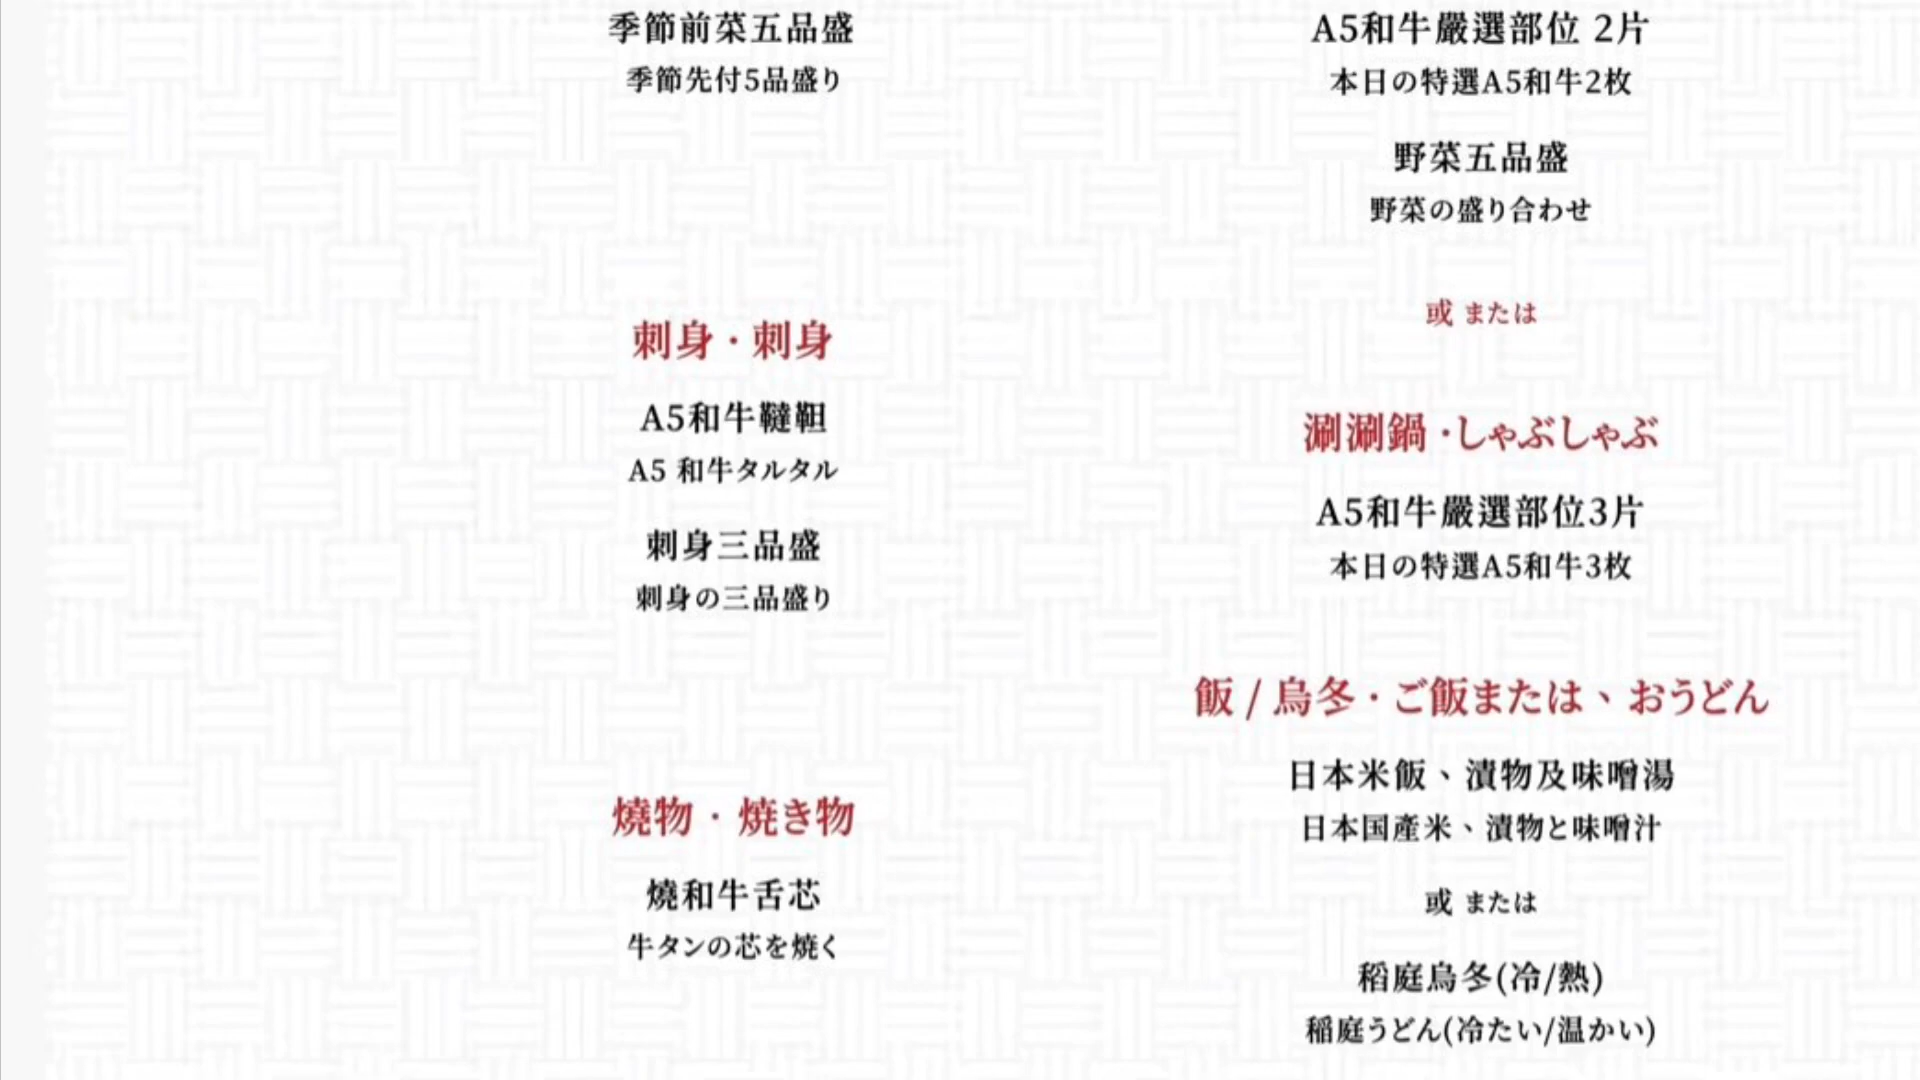 季節前菜五品盛
季節先付5品盛り
刺身·刺身
A5和牛韃靼
A5 和牛タルタル
刺身三品盛
刺身の三品盛り
燒物·焼き物
燒和牛舌芯
牛タンの芯を焼く
A5和牛嚴選部位 2片
本日の特選A5和牛2枚
野菜五品盛
野菜の盛り合わせ
或 または
涮涮鍋·しゃぶしゃぶ
A5和牛嚴選部位3片
本日の特選A5和牛3枚
飯 / 烏冬·ご飯または、おうどん
日本米飯、漬物及味噌湯
日本国産米、漬物と味噌汁
或 または
稻庭烏冬(冷/熱)
稲庭うどん(冷たい/温かい)